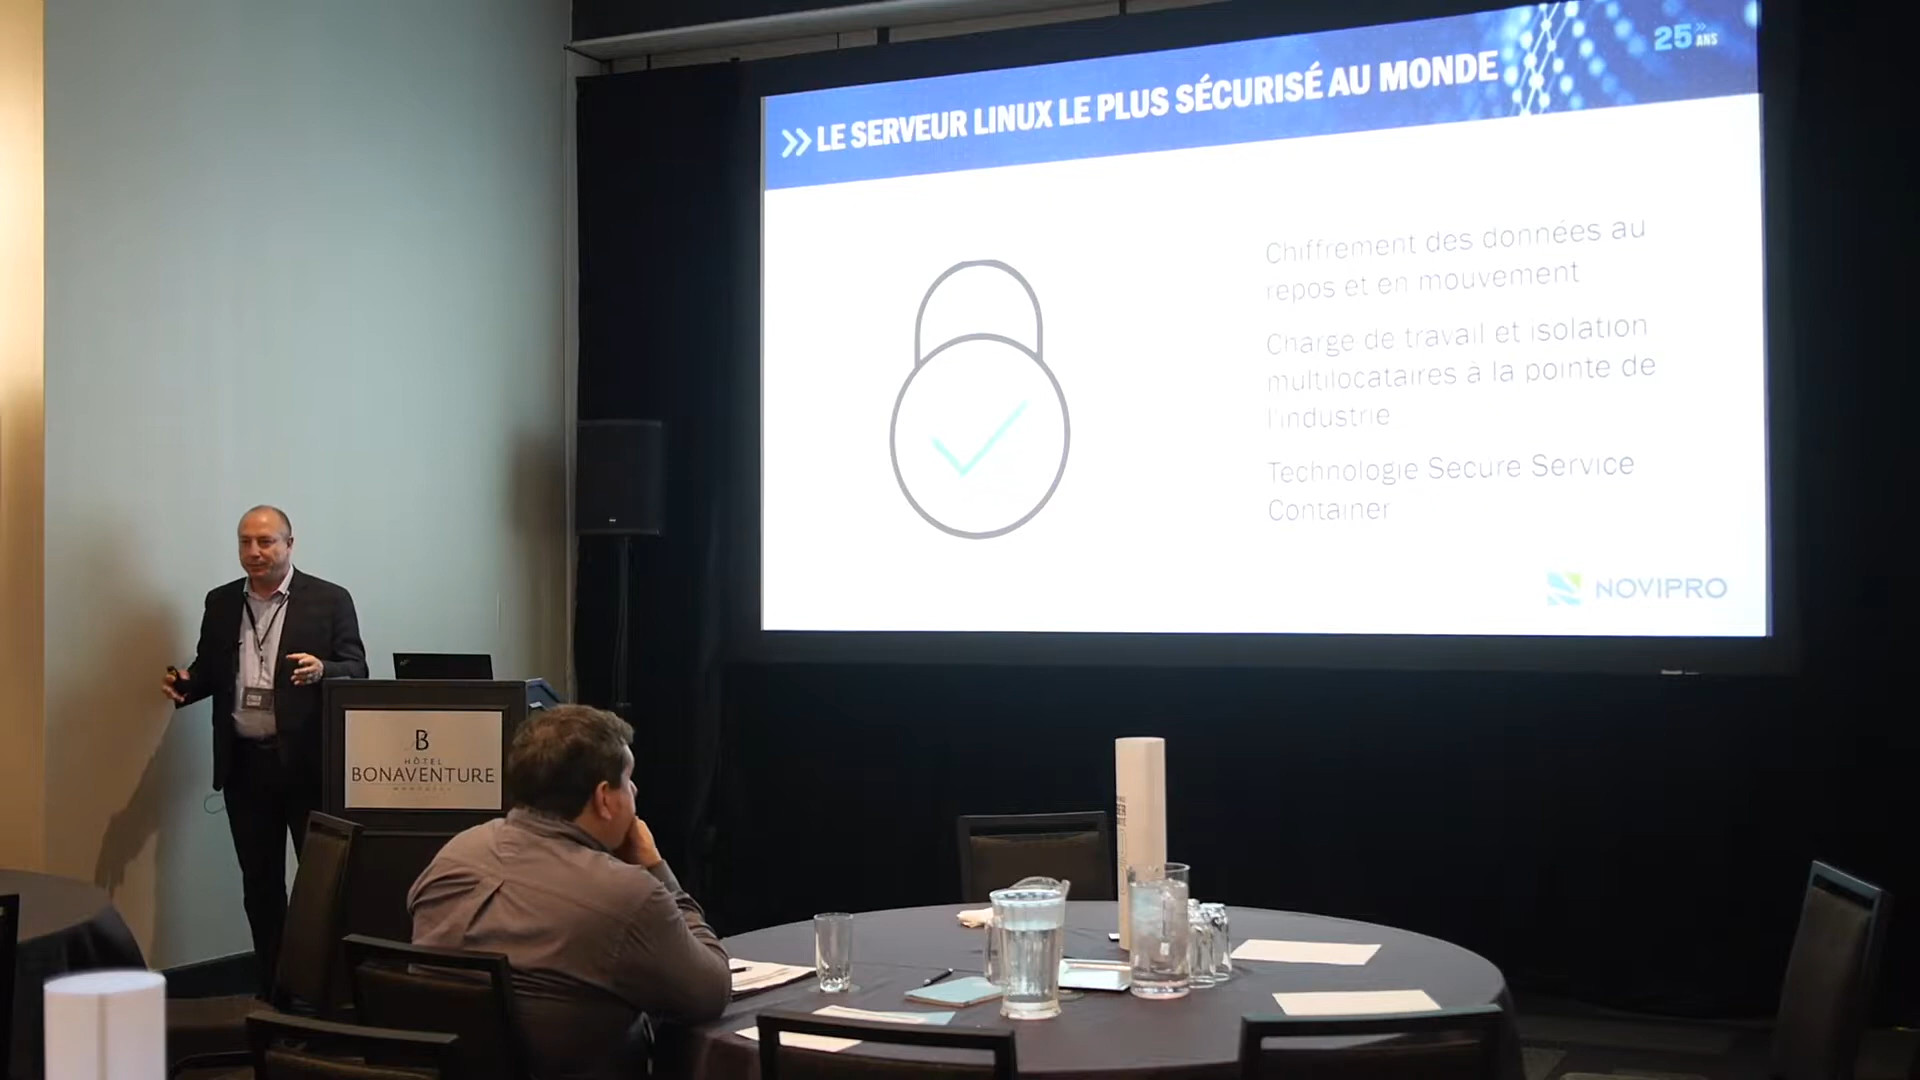 25 ANS
LE SERVEUR LINUX LE PLUS SÉCURISÉ AU MONDE
Chiffrement des données au
repos et en mouvement
Charge de travail et isolation
multilocataires à la pointe de
l'industrie
Technologie Secure Service
Container
NOVIPRO
B
HÔTEL
BONAVENTURE